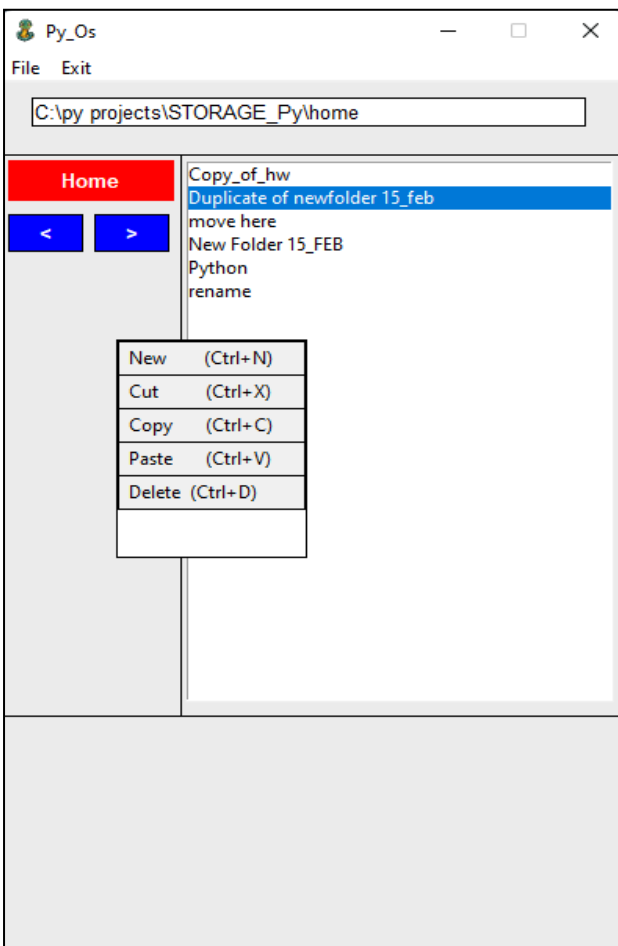 Py_Os
File Exit
C:\py projects\STORAGE_Py\home
Home
< >
Copy_of_hw
Duplicate of newfolder 15_feb
move here
New Folder 15_FEB
Python
rename
New (Ctrl+N)
Cut (Ctrl+X)
Copy (Ctrl+C)
Paste (Ctrl+V)
Delete (Ctrl+D)